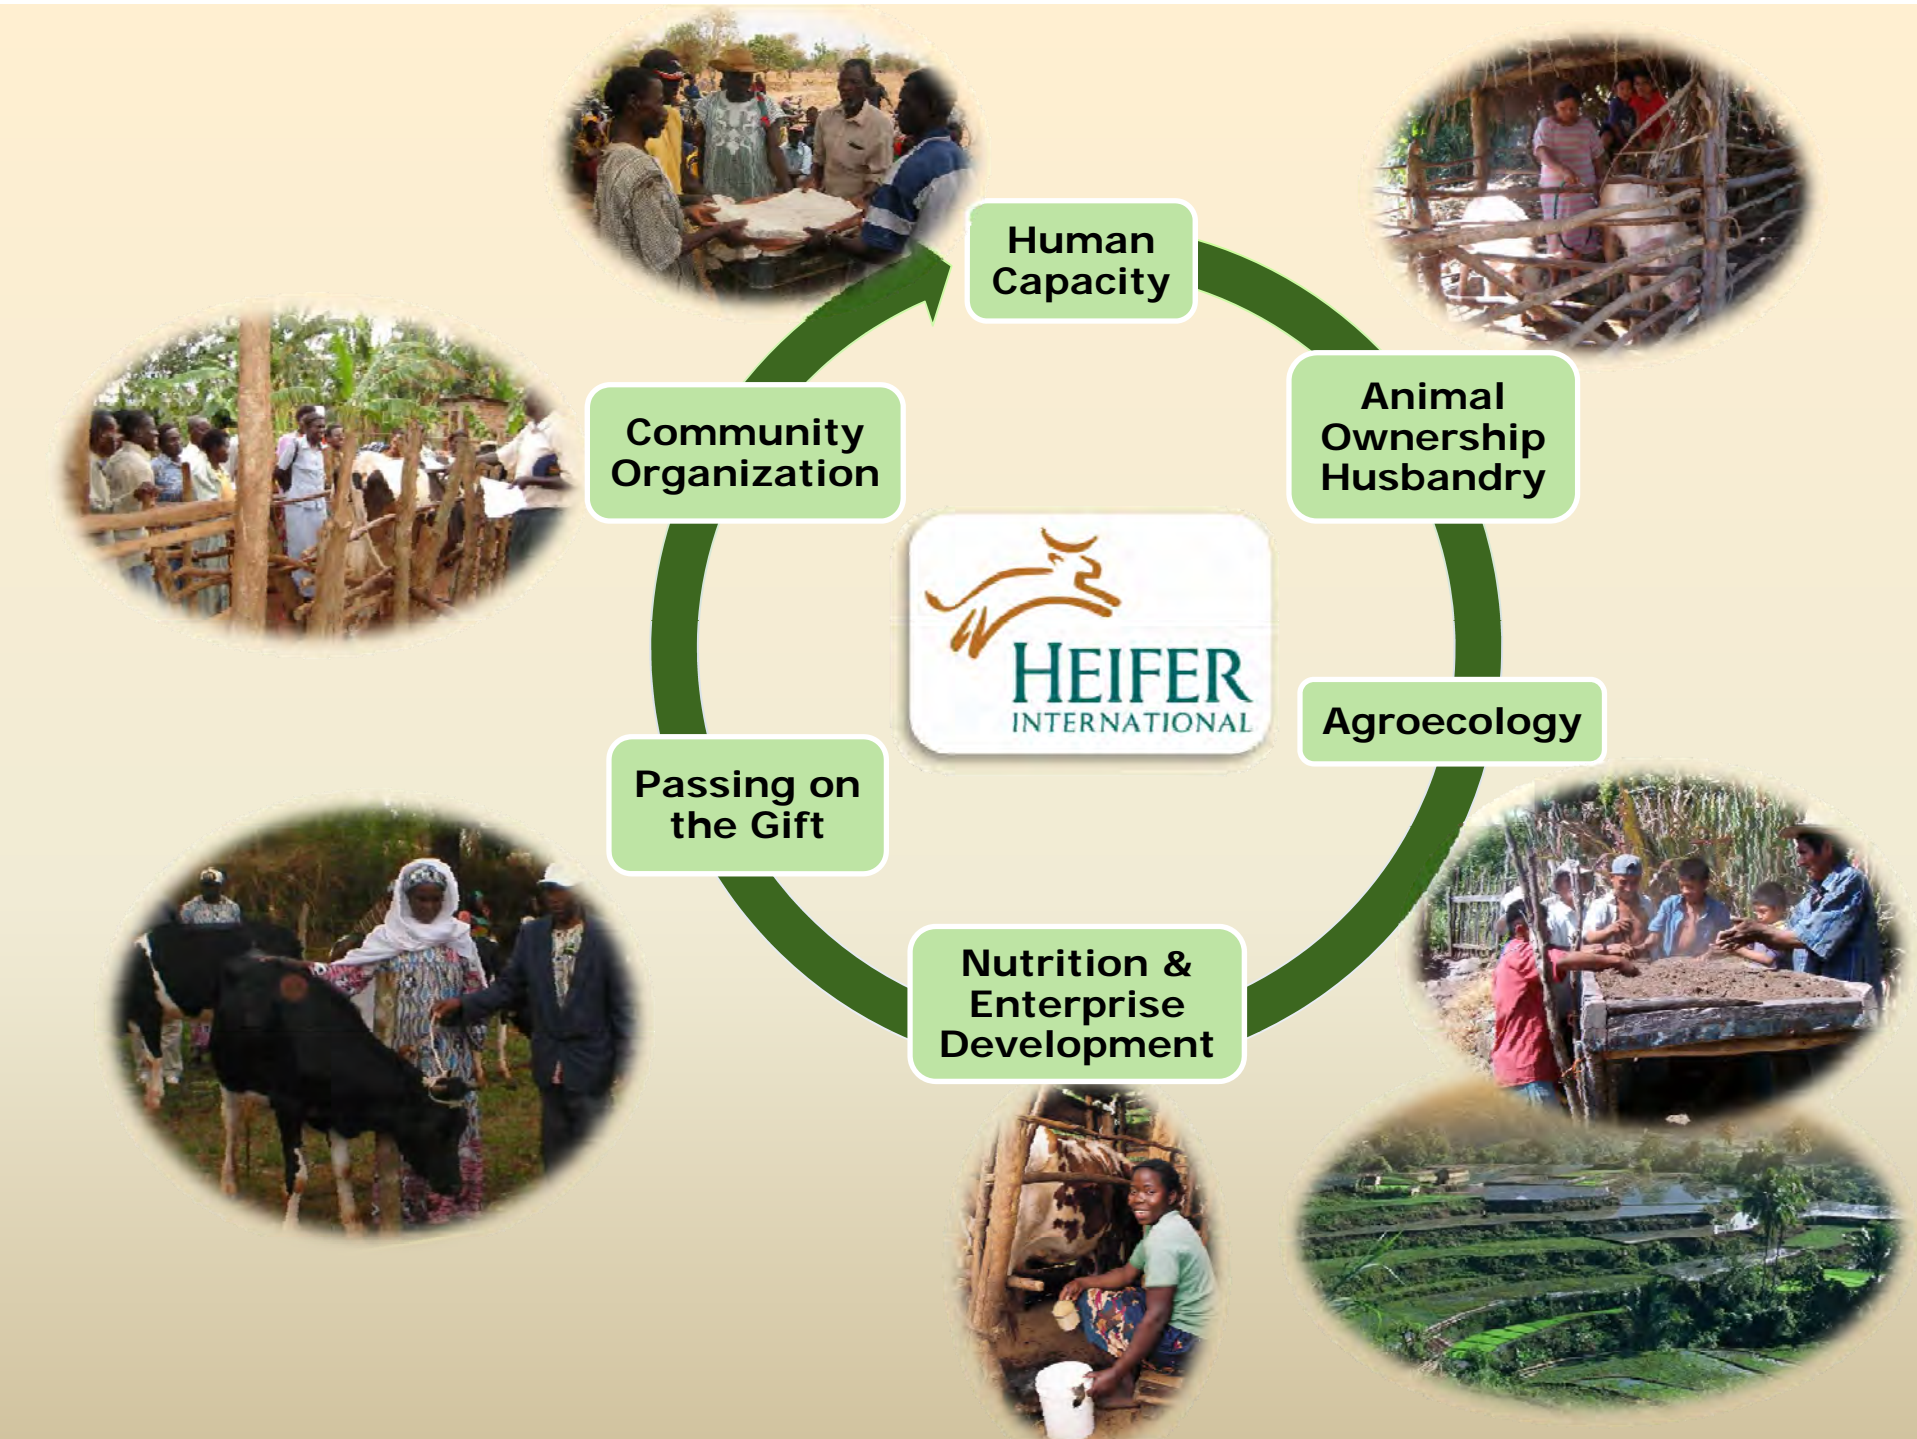 Human
Capacity
Animal
Ownership
Husbandry
Agroecology
Nutrition &
Enterprise
Development
Passing on
the Gift
Community
Organization
HEIFER
INTERNATIONAL